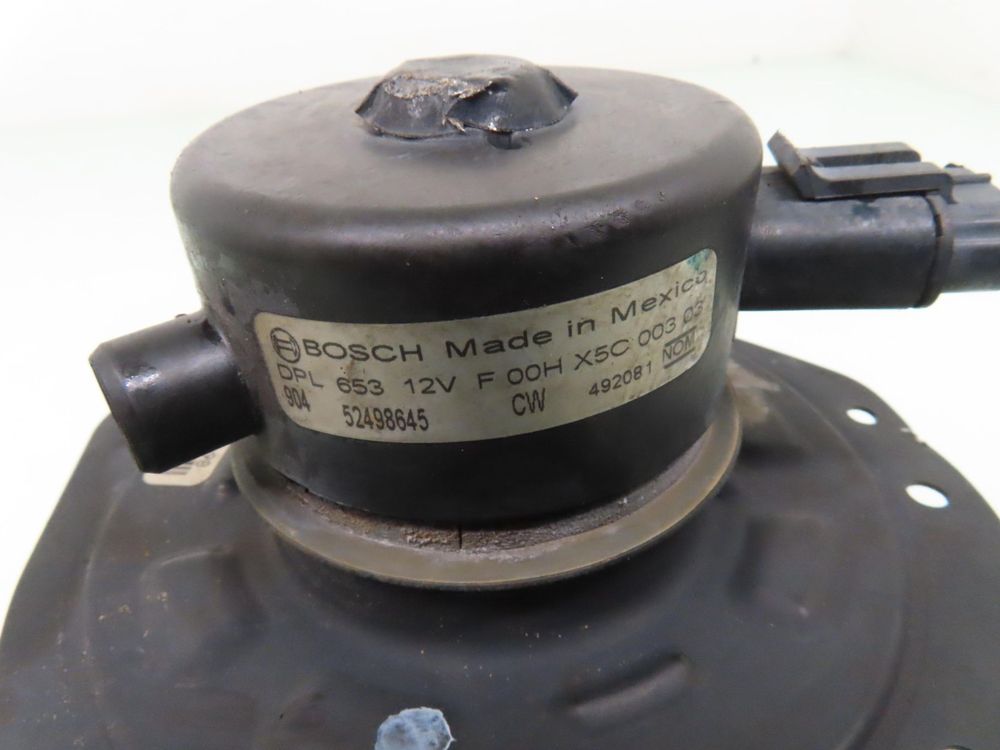 BOSCH Made in Mexico
DPL 653 12V F 00H X5C 003 03
904 52498645 CW 492081 NOM